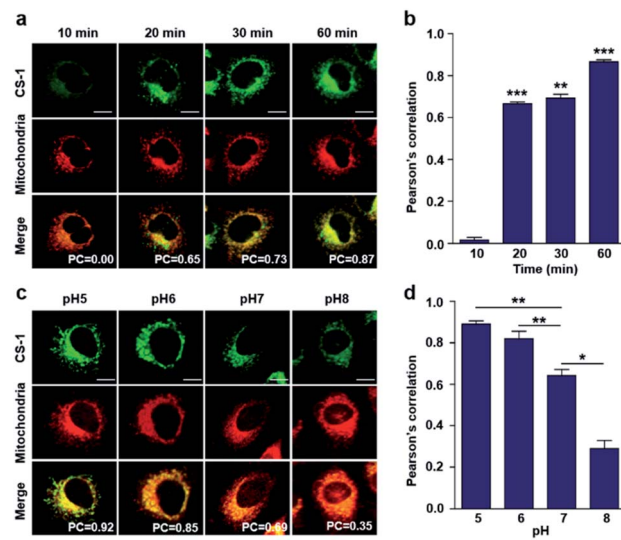 a
10 min 20 min 30 min 60 min
CS-1
Mitochondria
Merge
PC=0.00 PC=0.65 PC=0.73 PC=0.87
b
Pearson's correlation
1.0
0.8
0.6
0.4
0.2
0.0
*** ** ***
10 20 30 60
Time (min)
c
pH5 pH6 pH7 pH8
CS-1
Mitochondria
Merge
PC=0.92 PC=0.85 PC=0.69 PC=0.35
d
Pearson's correlation
1.0
0.8
0.6
0.4
0.2
0.0
**
**
*
5 6 7 8
pH